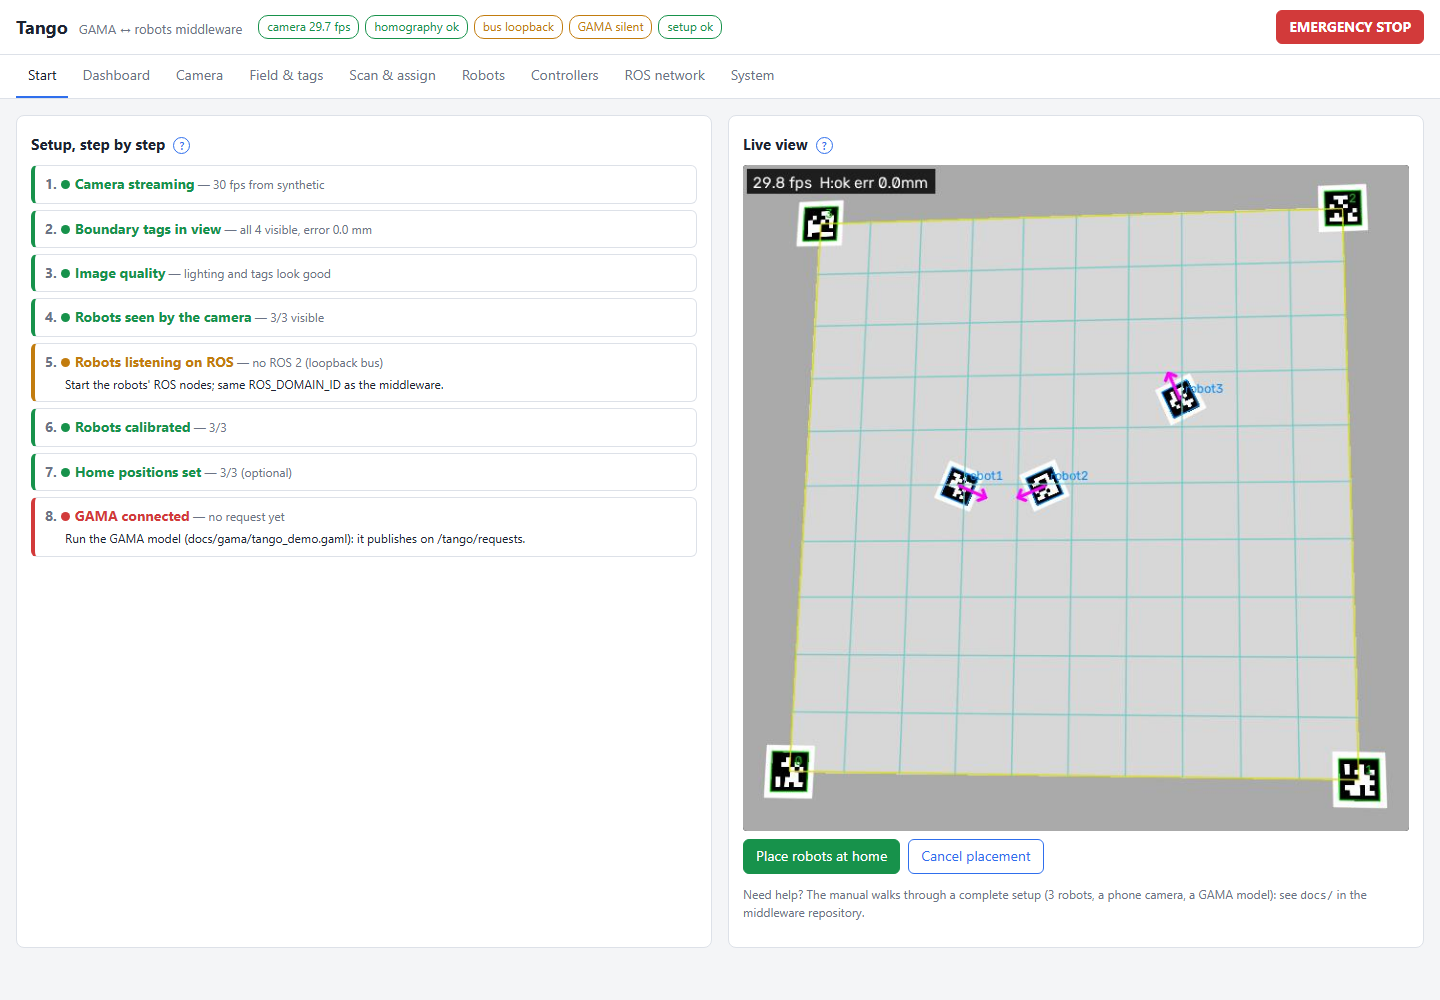 Tango GAMA ↔ robots middleware camera 29.7 fps homography ok bus loopback GAMA silent setup ok EMERGENCY STOP
Start Dashboard Camera Field & tags Scan & assign Robots Controllers ROS network System
Setup, step by step ?
1. Camera streaming — 30 fps from synthetic
2. Boundary tags in view — all 4 visible, error 0.0 mm
3. Image quality — lighting and tags look good
4. Robots seen by the camera — 3/3 visible
5. Robots listening on ROS — no ROS 2 (loopback bus)
Start the robots' ROS nodes; same ROS_DOMAIN_ID as the middleware.
6. Robots calibrated — 3/3
7. Home positions set — 3/3 (optional)
8. GAMA connected — no request yet
Run the GAMA model (docs/gama/tango_demo.gaml): it publishes on /tango/requests.
Live view ?
29.8 fps H:ok err 0.0mm
robot3
robot1
robot2
Place robots at home Cancel placement
Need help? The manual walks through a complete setup (3 robots, a phone camera, a GAMA model): see docs/ in the
middleware repository.